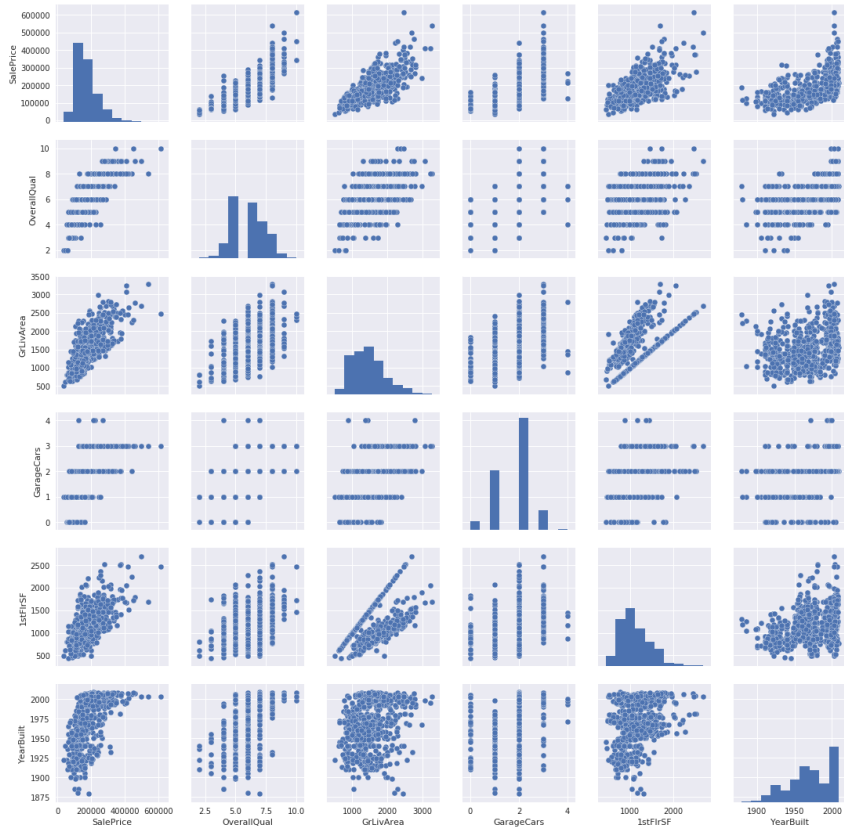 600000
500000
400000
300000
200000
100000
0
SalePrice
10
8
6
4
2
OverallQual
3500
3000
2500
2000
1500
1000
500
GrLivArea
4
3
2
1
0
GarageCars
2500
2000
1500
1000
500
1stFlrSF
2000
1975
1950
1925
1900
1875
YearBuilt
0 200000 400000 600000
SalePrice
2.5 5.0 7.5 10.0
OverallQual
1000 2000 3000
GrLivArea
0 2 4
GarageCars
1000 2000
1stFlrSF
1900 1950 2000
YearBuilt